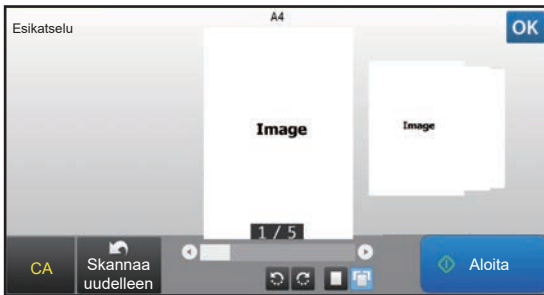 A4
Esikatselu
OK
Image
Image
1 / 5
CA
Skannaa
uudelleen
Aloita